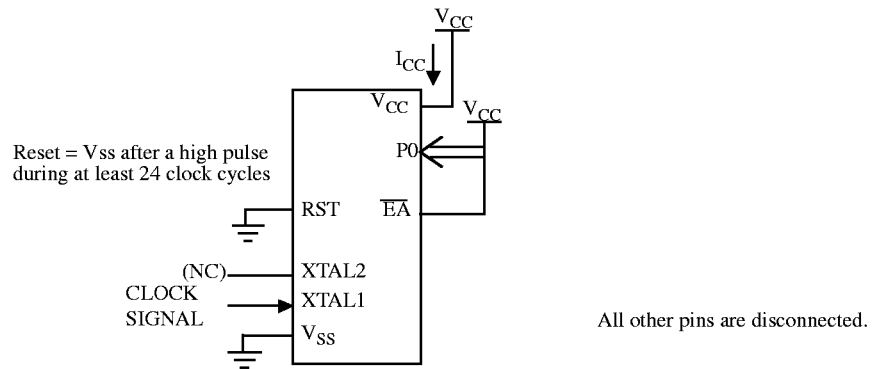 VCC
ICC
VCC
VCC
Reset = Vss after a high pulse
during at least 24 clock cycles
P0
RST
EA
(NC)
XTAL2
CLOCK
SIGNAL
XTAL1
VSS
All other pins are disconnected.